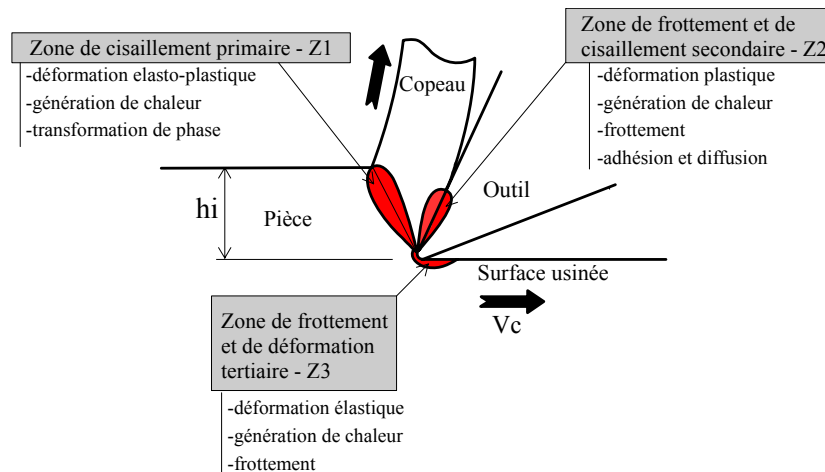 Zone de cisaillement primaire - Z1
-déformation elasto-plastique
-génération de chaleur
-transformation de phase
Copeau
Zone de frottement et de
cisaillement secondaire - Z2
-déformation plastique
-génération de chaleur
-frottement
-adhésion et diffusion
hi
Pièce
Outil
Surface usinée
Vc
Zone de frottement
et de déformation
tertiaire - Z3
-déformation élastique
-génération de chaleur
-frottement